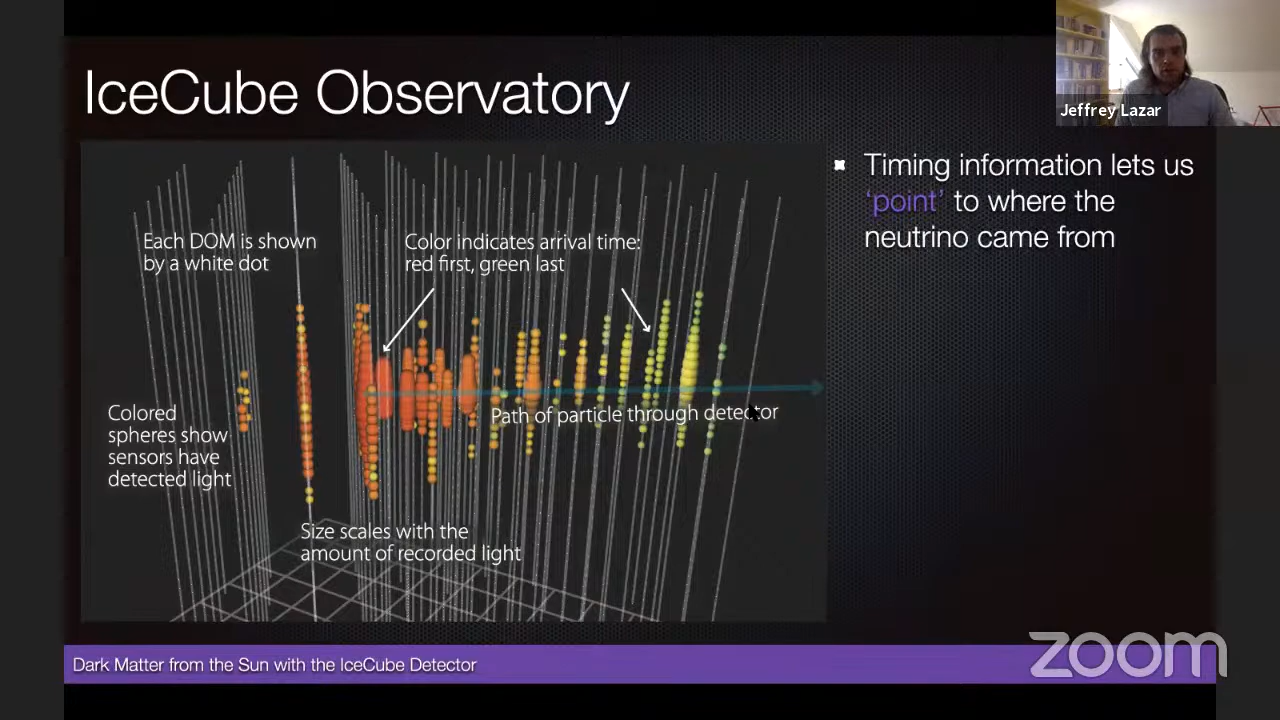 IceCube Observatory
Jeffrey Lazar
Timing information lets us
‘point’ to where the
neutrino came from
Each DOM is shown
by a white dot
Color indicates arrival time:
red first, green last
Colored
spheres show
sensors have
detected light
Path of particle through detector
Size scales with the
amount of recorded light
Dark Matter from the Sun with the IceCube Detector
zoom